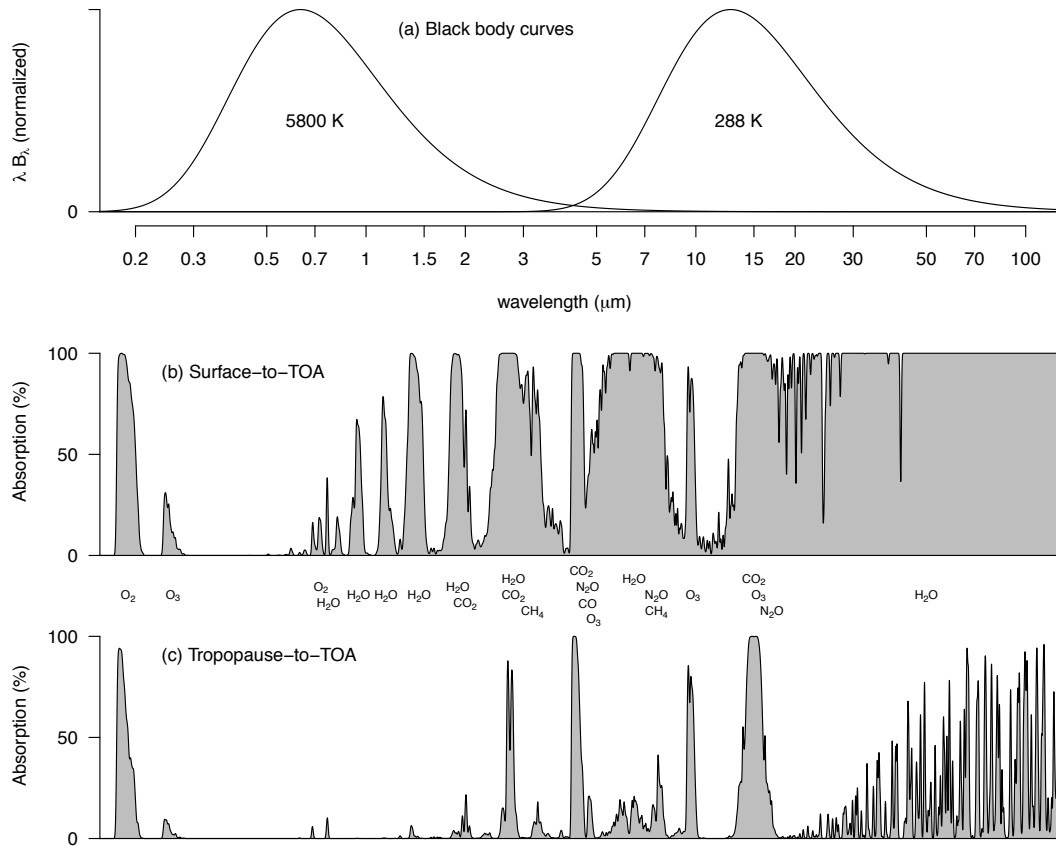 (a) Black body curves
λ Bλ (normalized)
5800 K
288 K
0
0.2 0.3 0.5 0.7 1 1.5 2 3 5 7 10 15 20 30 50 70 100
wavelength (μm)
(b) Surface−to−TOA
Absorption (%)
100
50
0
O2 O3 O2 H2O H2O H2O H2O H2O CO2 H2O CO2 CH4 CO2 N2O CO O3 H2O N2O CH4 O3 CO2 O3 N2O H2O
(c) Tropopause−to−TOA
Absorption (%)
100
50
0